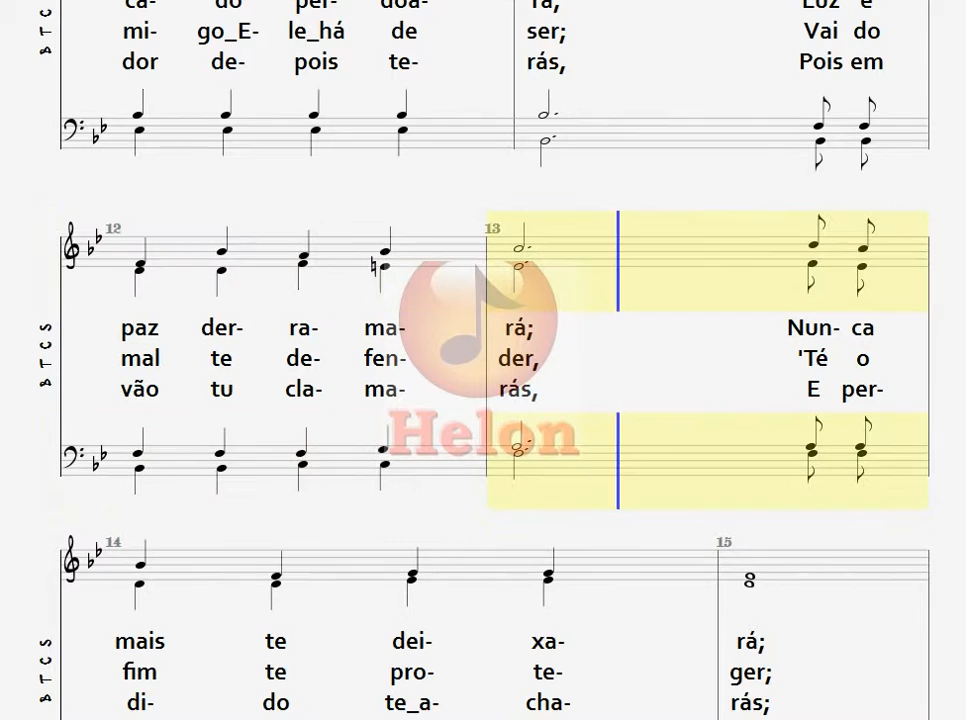 ca- do per- doa- rá; Luz e
mi- go_E- le_há de ser; Vai do
dor de- pois te- rás, Pois em
A T C S
12 13
paz der- ra- ma- rá; Nun- ca
mal te de- fen- der, 'Té o
vão tu cla- ma- rás, E per-
A T C S
Helon
14 15
mais te dei- xa- rá;
fim te pro- te- ger;
di- do te_a- cha- rás;
A T C S